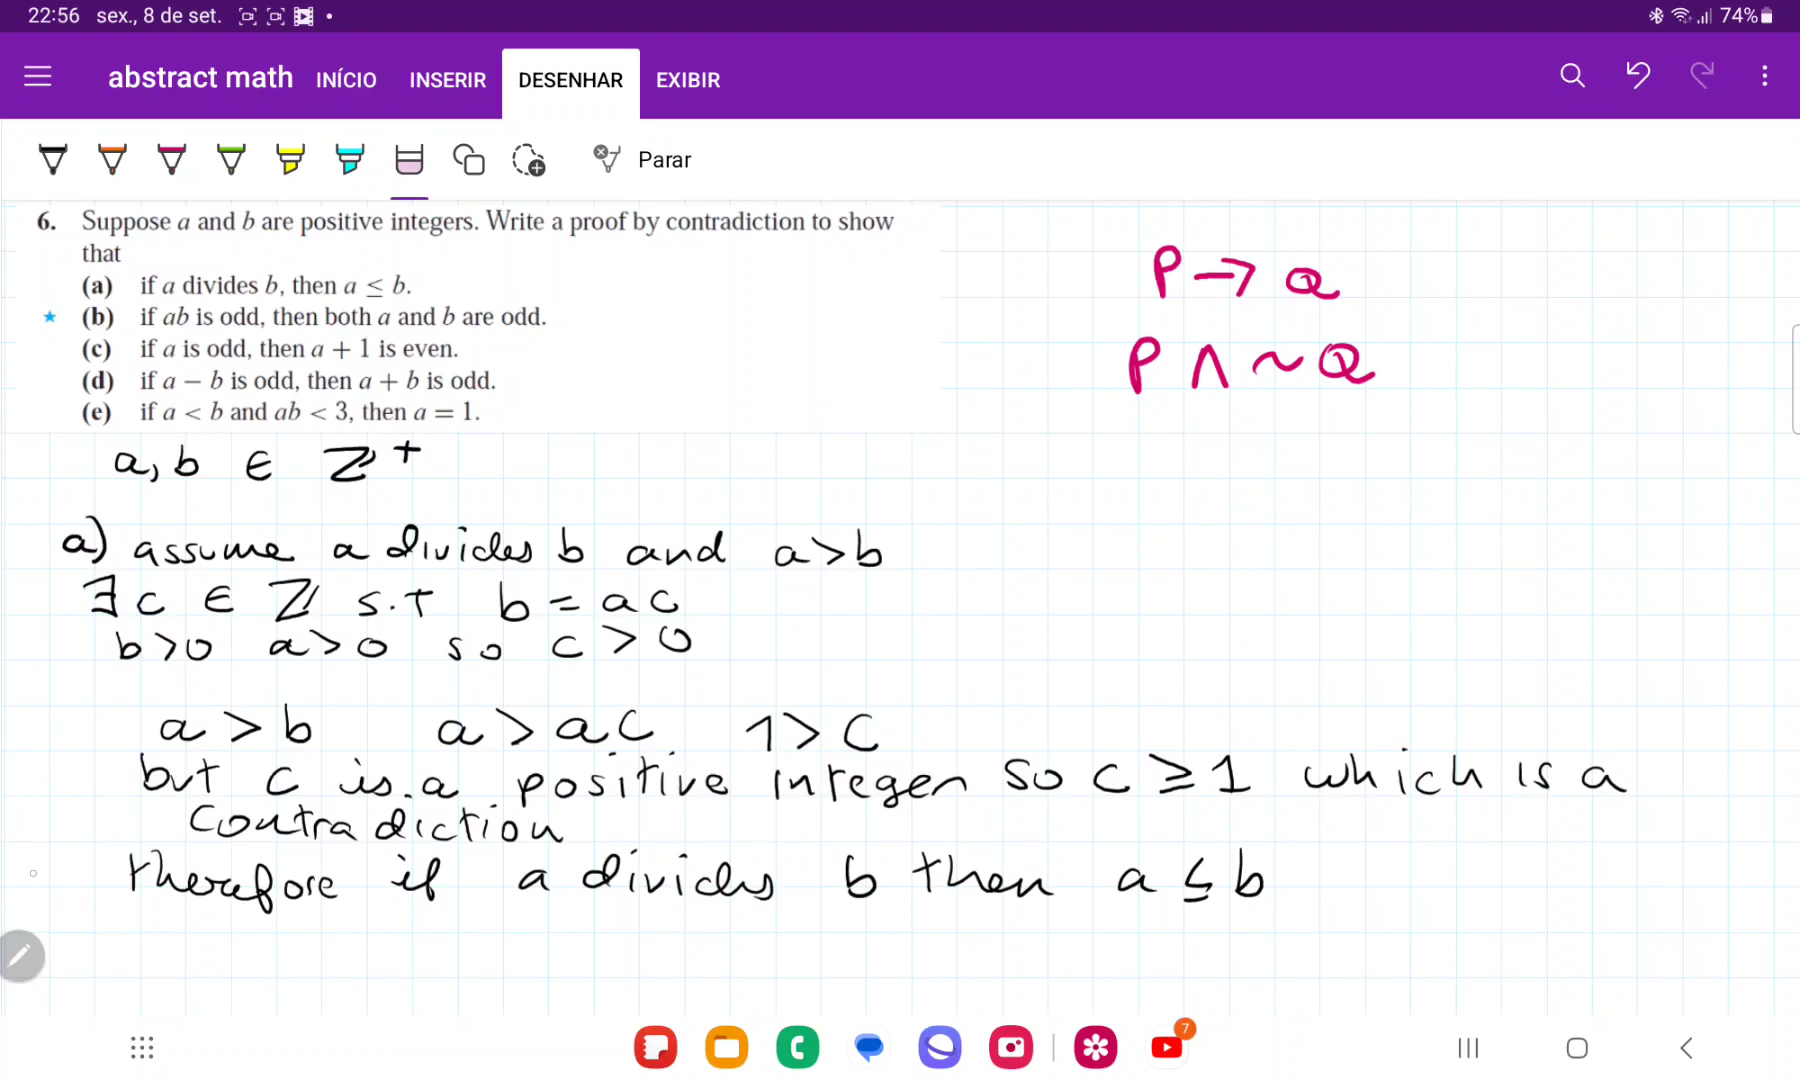 22:56 sex., 8 de set. • 74%
abstract math INÍCIO INSERIR DESENHAR EXIBIR
Parar
6. Suppose a and b are positive integers. Write a proof by contradiction to show
that
(a) if a divides b, then a ≤ b.
★ (b) if ab is odd, then both a and b are odd.
(c) if a is odd, then a + 1 is even.
(d) if a − b is odd, then a + b is odd.
(e) if a < b and ab < 3, then a = 1.
P → Q
P ∧ ~Q
a, b ∈ ℤ⁺
a) assume a divides b and a > b
∃ c ∈ ℤ s.t b = ac
b > 0 a > 0 so c > 0
a > b a > ac 1 > c
but c is a positive integer so c ≥ 1 which is a
contradiction
therefore if a divides b then a ≤ b
7